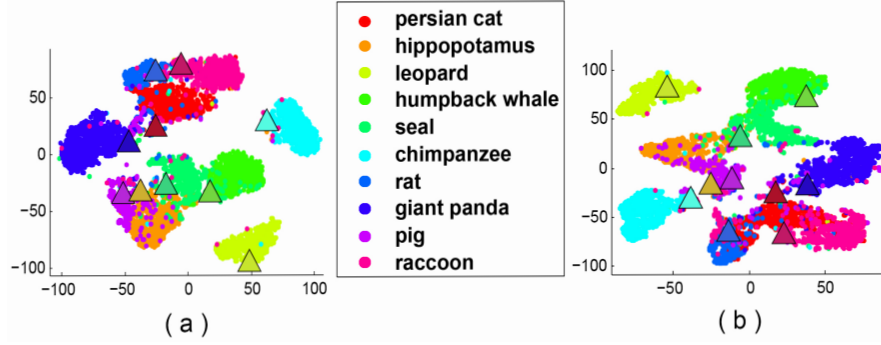 persian cat
hippopotamus
leopard
humpback whale
seal
chimpanzee
rat
giant panda
pig
raccoon
50
0
−50
−100
−100 −50 0 50 100
( a )
100
50
0
−50
−100
−50 0 50
( b )